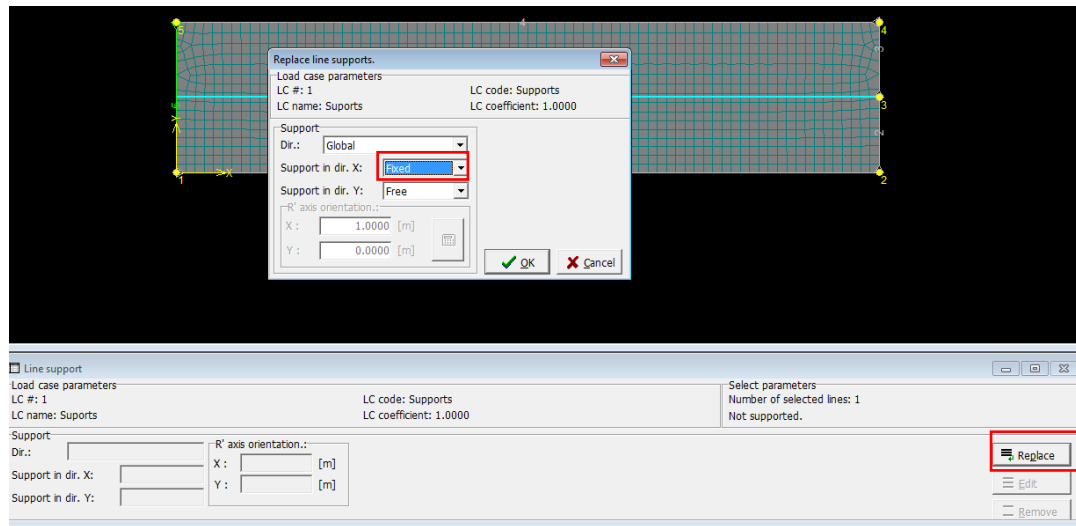 5
4
4
3
Replace line supports.
Load case parameters
LC #: 1 LC code: Supports
LC name: Suports LC coefficient: 1.0000
Support
Dir.: Global
Support in dir. X: Fixed
Support in dir. Y: Free
R' axis orientation.:
X : 1.0000 [m]
Y : 0.0000 [m]
OK Cancel
Y
3
2
1
X
2
Line support
Load case parameters
LC #: 1 LC code: Supports
LC name: Suports LC coefficient: 1.0000
Select parameters
Number of selected lines: 1
Not supported.
Support
Dir.:
Support in dir. X:
Support in dir. Y:
R' axis orientation.:
X : [m]
Y : [m]
Replace
Edit
Remove